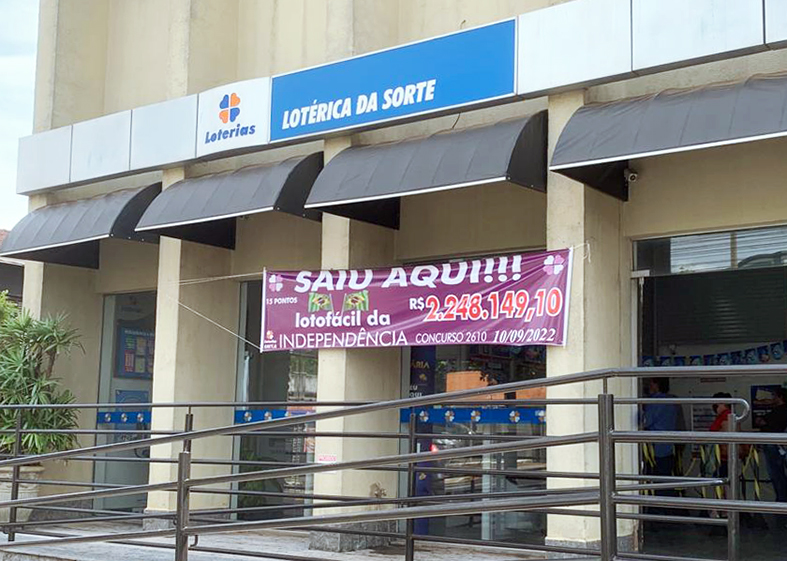 Loterias
LOTÉRICA DA SORTE
SAIU AQUI!!!
15 PONTOS
R$ 2.248.149,10
lotofácil da
INDEPENDÊNCIA CONCURSO 2610 10/09/2022